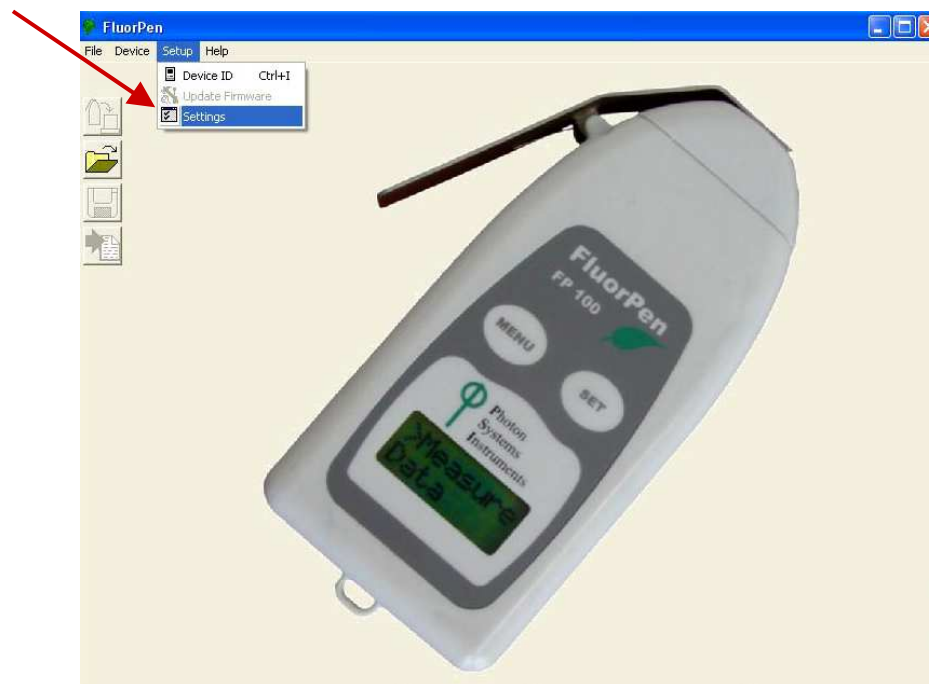 FluorPen
File Device Setup Help
Device ID Ctrl+I
Update Firmware
Settings
FluorPen
FP 100
MENU
SET
Photon
Systems
Instruments
>Measure
Data